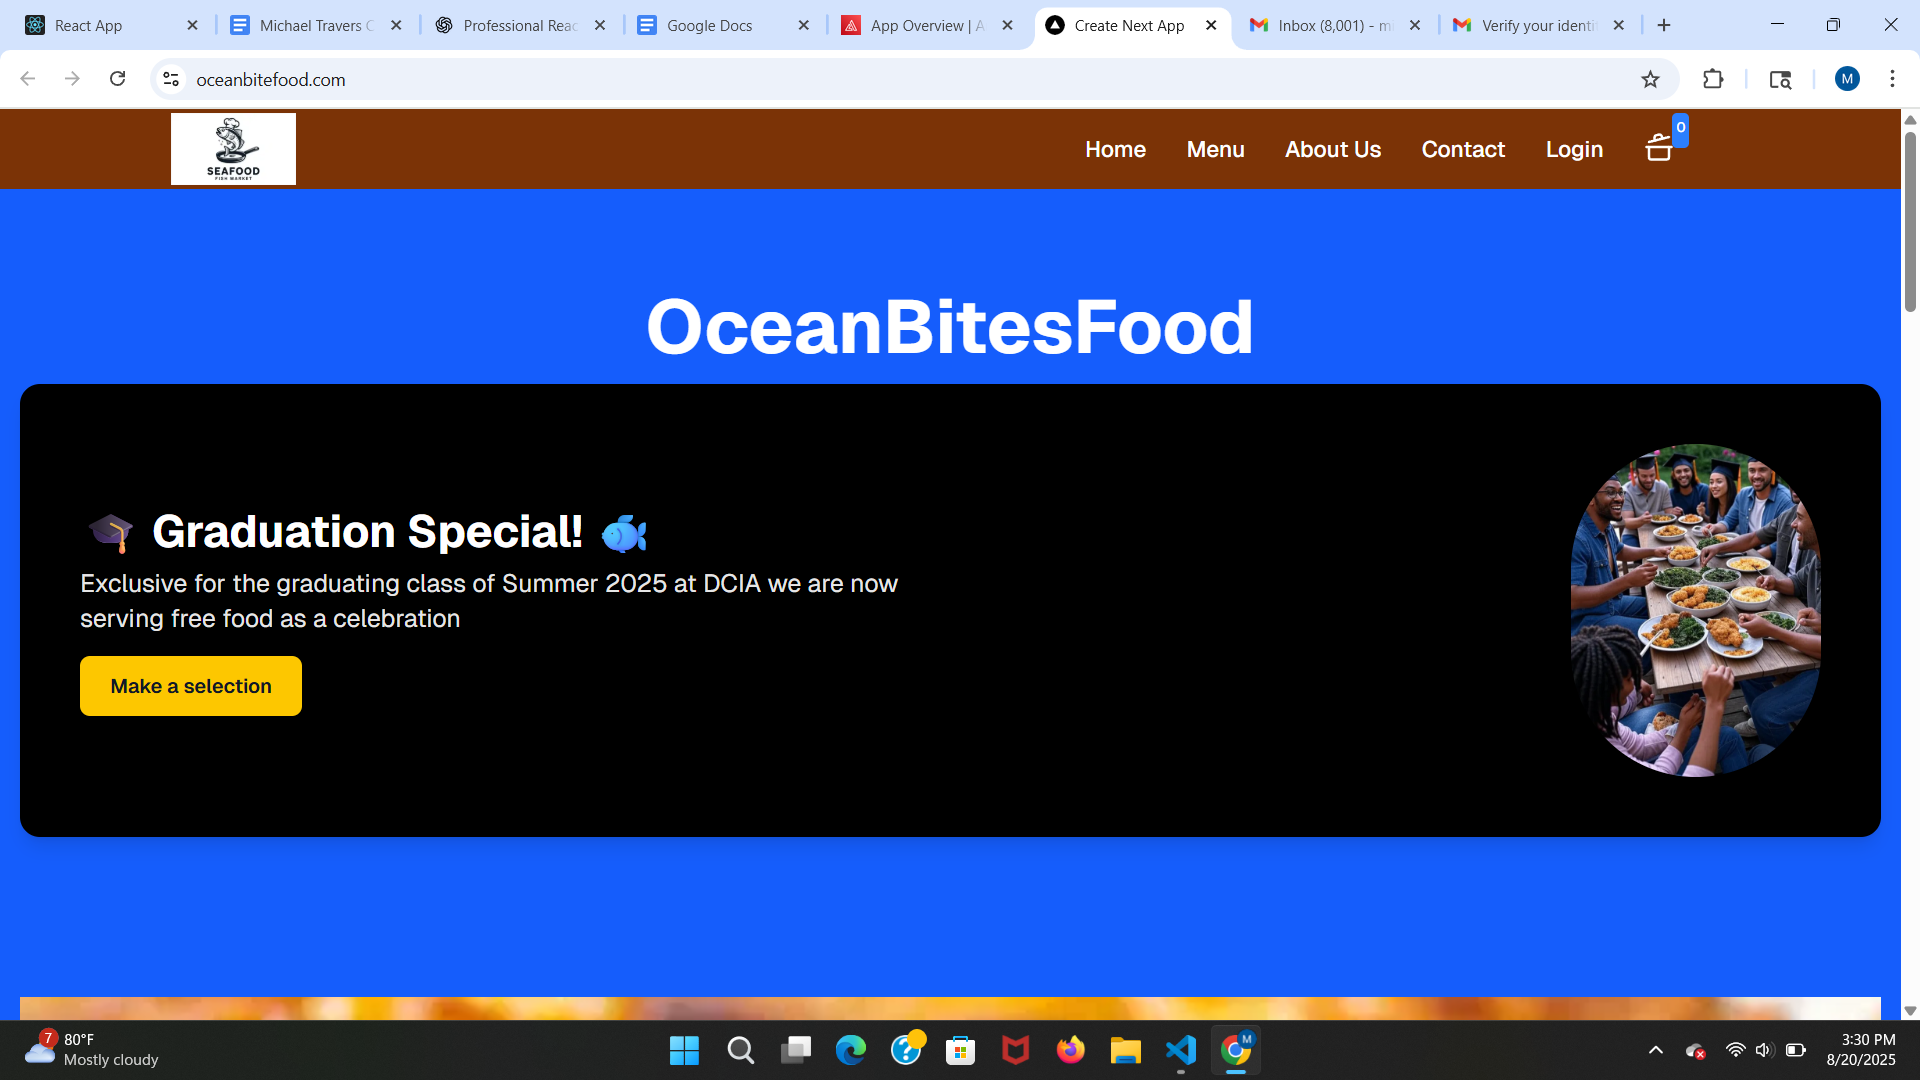 React App
Michael Travers C
Professional Reac
Google Docs
App Overview | A
Create Next App
Inbox (8,001) - mi
Verify your identi
oceanbitefood.com
M
SEAFOOD
FISH MARKET
Home
Menu
About Us
Contact
Login
0
OceanBitesFood
Graduation Special!
Exclusive for the graduating class of Summer 2025 at DCIA we are now
serving free food as a celebration
Make a selection
7
80°F
Mostly cloudy
M
3:30 PM
8/20/2025